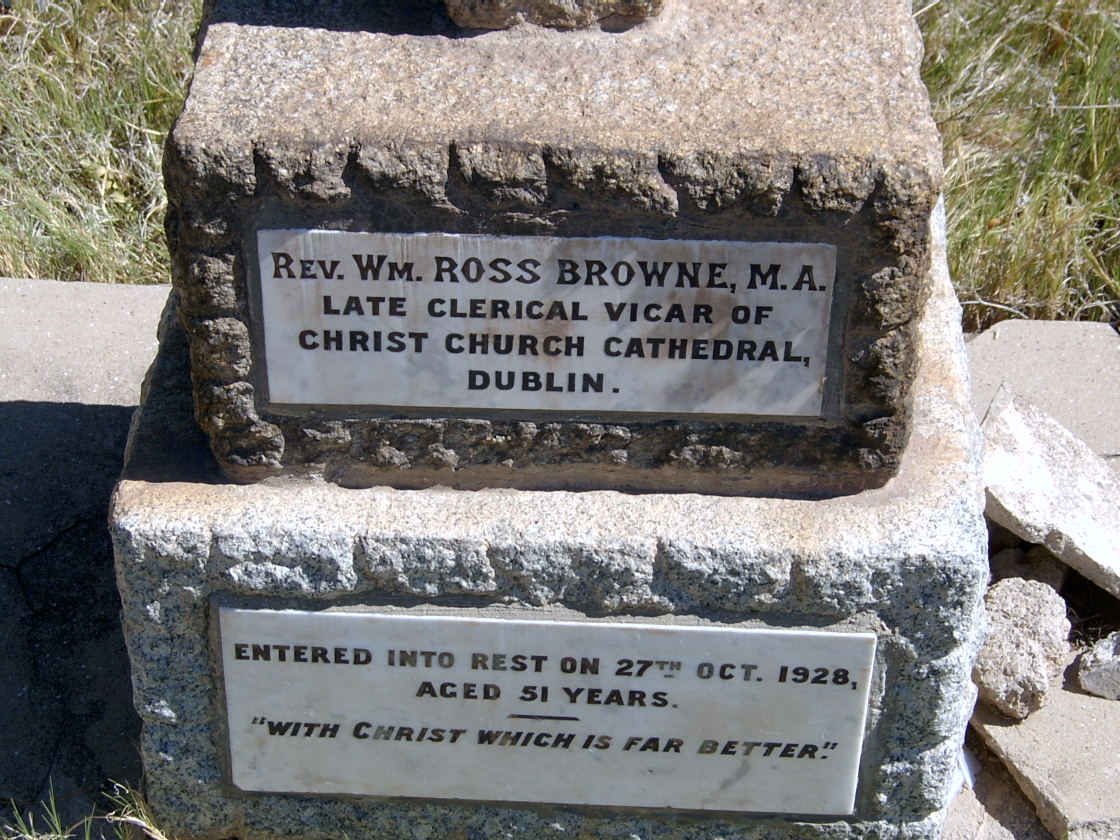 REV. WM. ROSS BROWNE, M.A.
LATE CLERICAL VICAR OF
CHRIST CHURCH CATHEDRAL,
DUBLIN.
ENTERED INTO REST ON 27TH OCT. 1928,
AGED 51 YEARS.
"WITH CHRIST WHICH IS FAR BETTER."